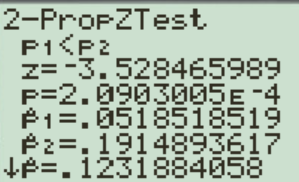 2-PropZTest
p1<p2
z=-3.528465989
p=2.0903005E-4
p̂1=.0518518519
p̂2=.1914893617
↓p̂=.1231884058